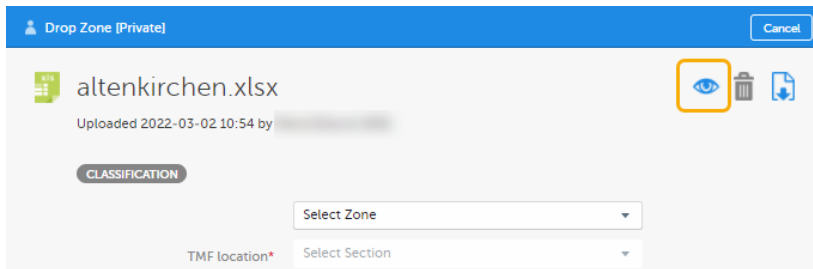 Drop Zone [Private]
Cancel
xls
altenkirchen.xlsx
Uploaded 2022-03-02 10:54 by
CLASSIFICATION
Select Zone
TMF location*
Select Section